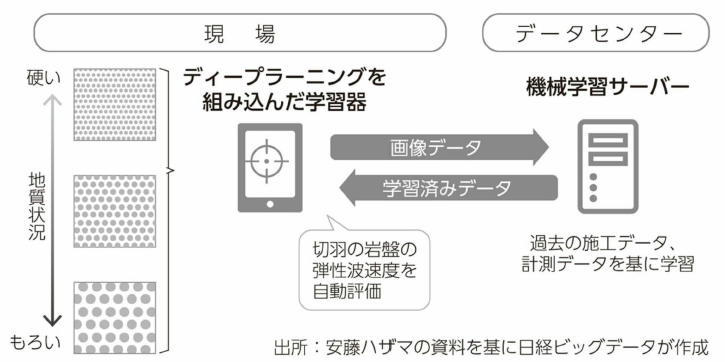 現　場
データセンター
硬い
地質状況
もろい
ディープラーニングを
組み込んだ学習器
画像データ
学習済みデータ
切羽の岩盤の
弾性波速度を
自動評価
機械学習サーバー
過去の施工データ、
計測データを基に学習
出所：安藤ハザマの資料を基に日経ビッグデータが作成